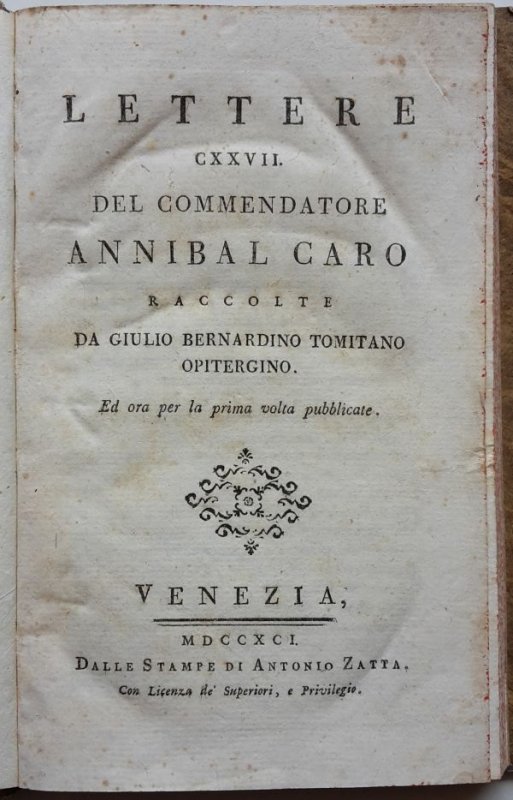 LETTERE
CXXVII.
DEL COMMENDATORE
ANNIBAL CARO
RACCOLTE
DA GIULIO BERNARDINO TOMITANO
OPITERGINO.
Ed ora per la prima volta pubblicate.
VENEZIA,
MDCCXCI.
DALLE STAMPE DI ANTONIO ZATTA.
Con Licenza de' Superiori, e Privilegio.